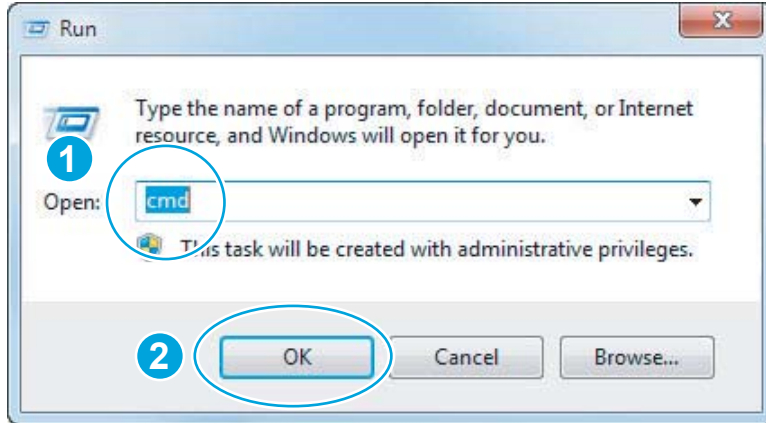 Run
Type the name of a program, folder, document, or Internet
resource, and Windows will open it for you.
1
Open: cmd
This task will be created with administrative privileges.
2 OK Cancel Browse...